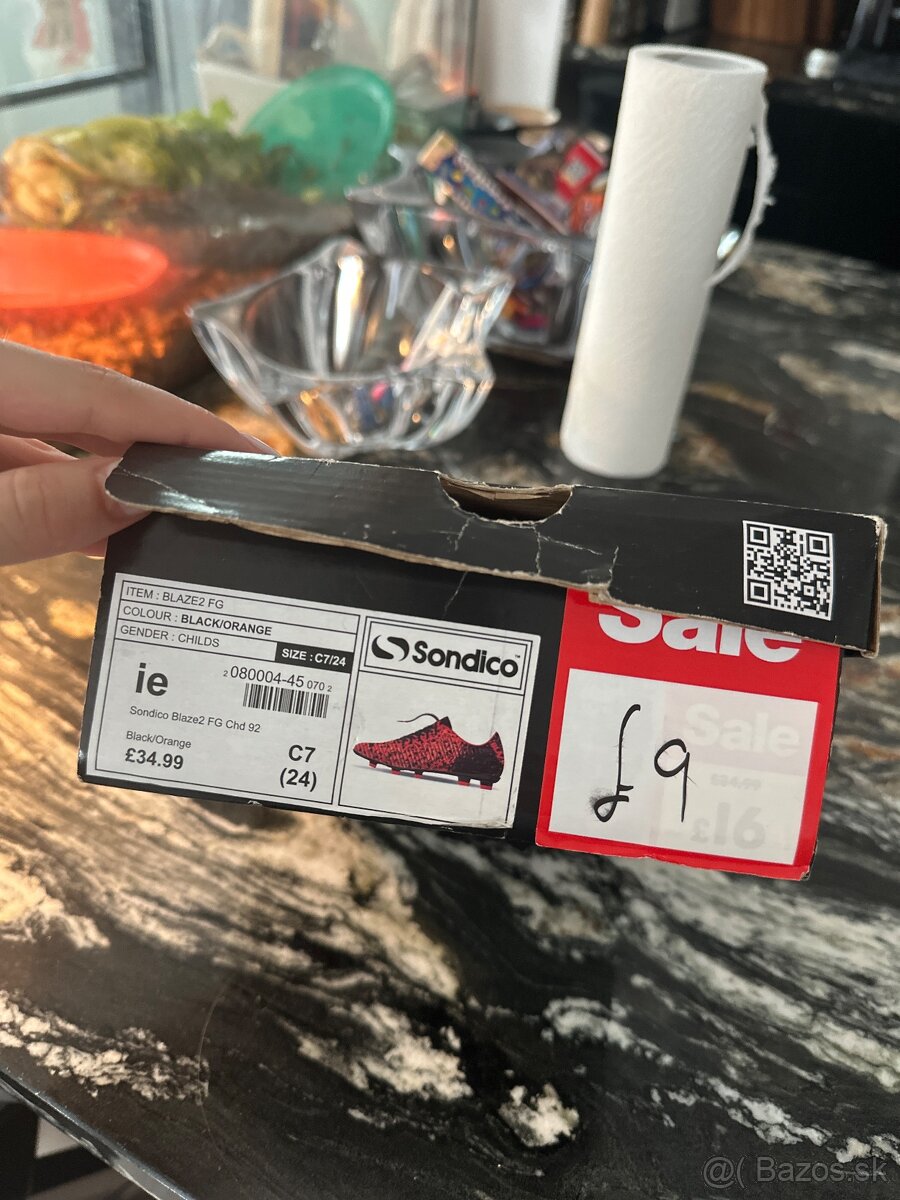 ITEM : BLAZE2 FG
COLOUR : BLACK/ORANGE
GENDER : CHILDS
SIZE : C7/24
ie
2 080004-45 070 2
Sondico Blaze2 FG Chd 92
Black/Orange
£34.99
C7
(24)
Sondico™
Sale
£9
Sale
£34.99
£16
@( Bazos.sk